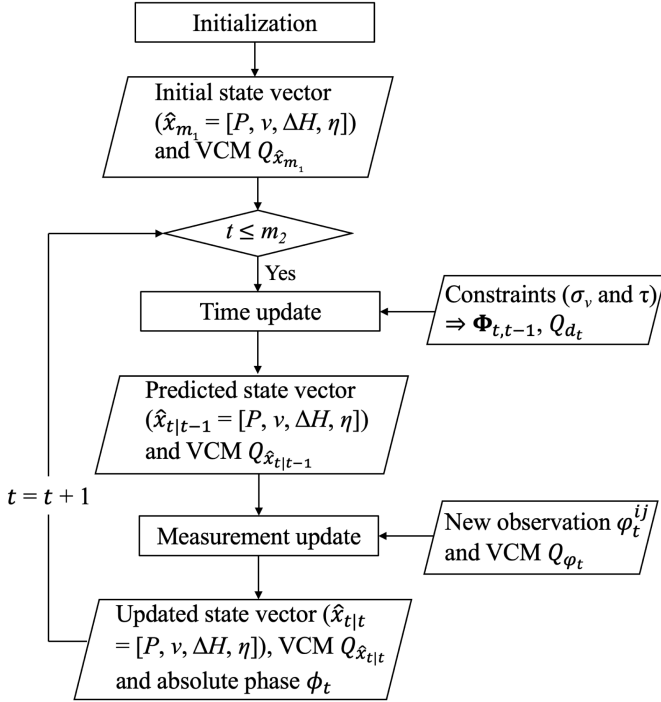 Initialization
Initial state vector
(x̂_{m_1} = [P, v, ΔH, η])
and VCM Q_{x̂_{m_1}}
t ≤ m_2
Yes
Time update
Constraints (σ_v and τ)
⇒ Φ_{t,t−1}, Q_{d_t}
Predicted state vector
(x̂_{t|t−1} = [P, v, ΔH, η])
and VCM Q_{x̂_{t|t−1}}
t = t + 1
Measurement update
New observation φ_t^{ij}
and VCM Q_{φ_t}
Updated state vector (x̂_{t|t}
= [P, v, ΔH, η]), VCM Q_{x̂_{t|t}}
and absolute phase ϕ_t